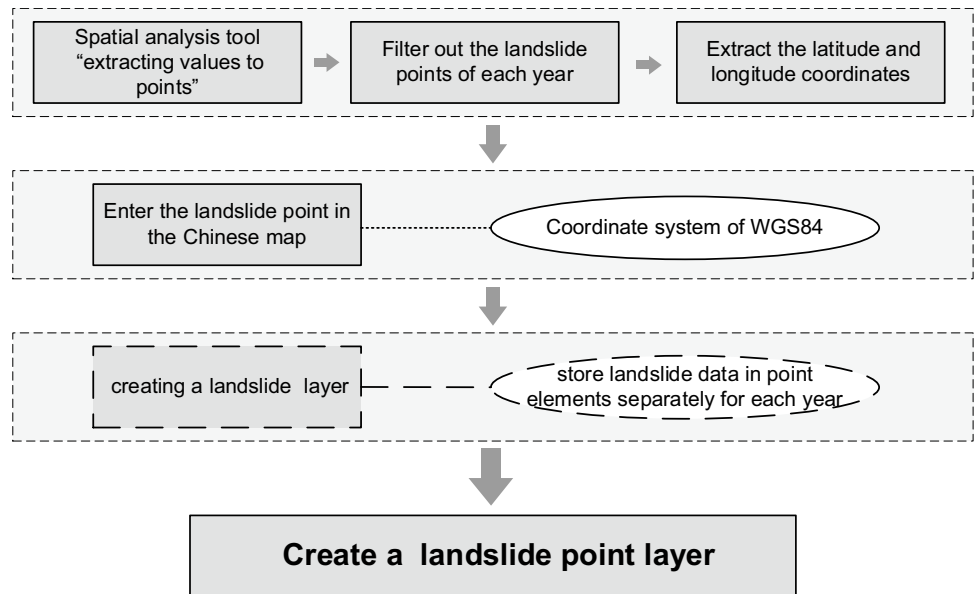 Spatial analysis tool
“extracting values to
points”
Filter out the landslide
points of each year
Extract the latitude and
longitude coordinates
Enter the landslide point in
the Chinese map
Coordinate system of WGS84
creating a landslide  layer
store landslide data in point
elements separately for each year
Create a  landslide point layer